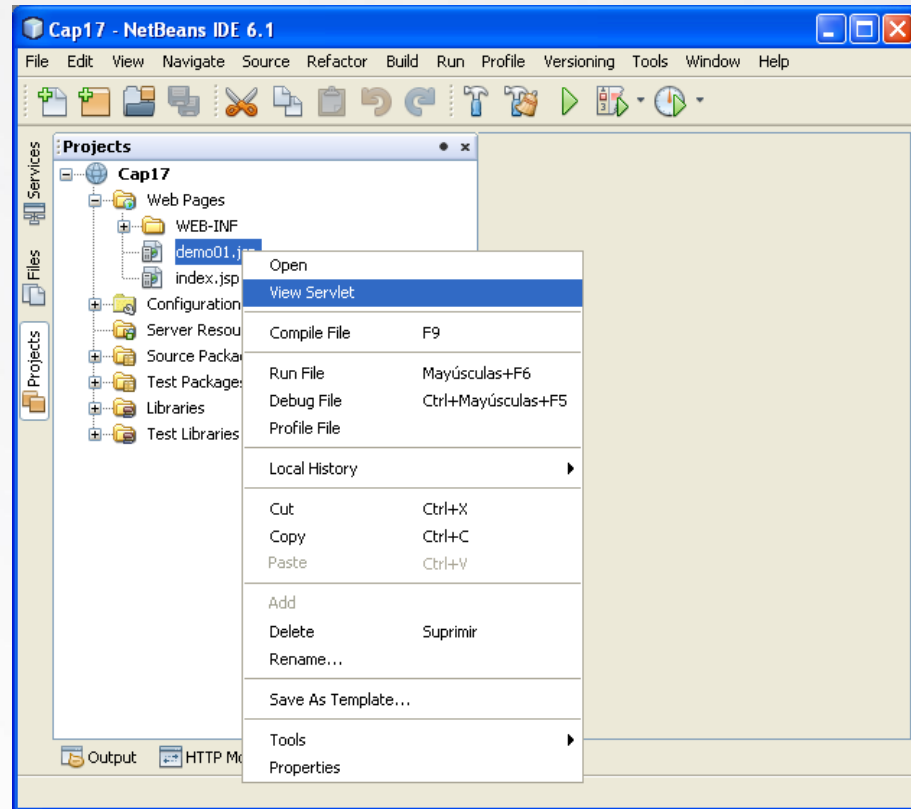 Cap17 - NetBeans IDE 6.1
File Edit View Navigate Source Refactor Build Run Profile Versioning Tools Window Help
Services
Files
Projects
Projects
Cap17
Web Pages
WEB-INF
demo01.jsp
index.jsp
Configuration
Server Resou
Source Packa
Test Packages
Libraries
Test Libraries
Open
View Servlet
Compile File F9
Run File Mayúsculas+F6
Debug File Ctrl+Mayúsculas+F5
Profile File
Local History
Cut Ctrl+X
Copy Ctrl+C
Paste Ctrl+V
Add
Delete Suprimir
Rename...
Save As Template...
Tools
Properties
Output HTTP Mo